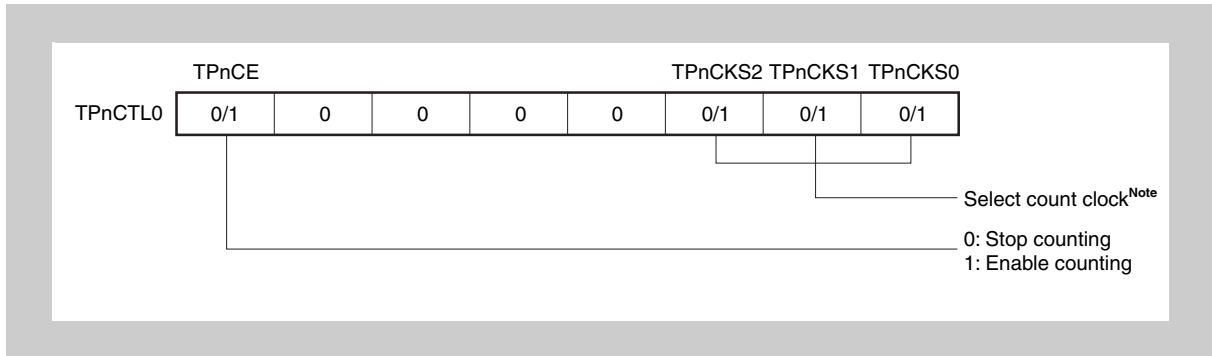 TPnCE TPnCKS2 TPnCKS1 TPnCKS0
TPnCTL0 0/1 0 0 0 0 0/1 0/1 0/1
Select count clockNote
0: Stop counting
1: Enable counting